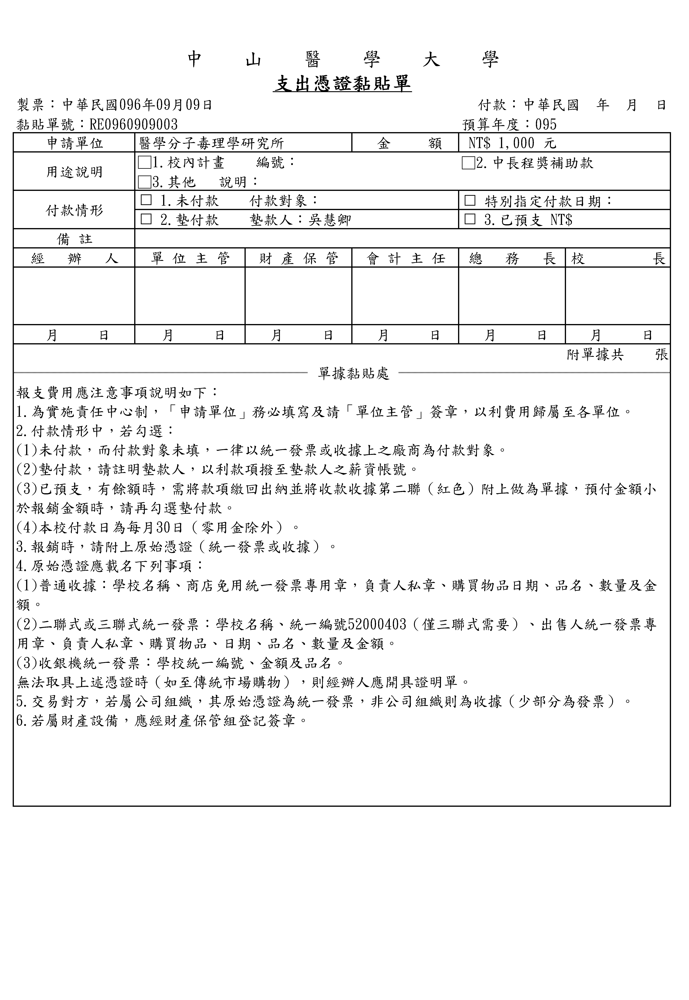 中山醫學大學
支出憑證黏貼單
製票：中華民國096年09月09日 付款：中華民國 年 月 日
黏貼單號：RE0960909003 預算年度：095
申請單位 醫學分子毒理學研究所 金額 NT$ 1,000 元
用途說明 □1.校內計畫 編號： □2.中長程獎補助款
□3.其他 說明：
付款情形 □ 1.未付款 付款對象： □ 特別指定付款日期：
□ 2.墊付款 墊款人：吳慧卿 □ 3.已預支 NT$
備註
經辦人 單位主管 財產保管 會計主任 總務長 校長
月 日 月 日 月 日 月 日 月 日 月 日
附單據共 張
單據黏貼處
報支費用應注意事項說明如下：
1.為實施責任中心制，「申請單位」務必填寫及請「單位主管」簽章，以利費用歸屬至各單位。
2.付款情形中，若勾選：
(1)未付款，而付款對象未填，一律以統一發票或收據上之廠商為付款對象。
(2)墊付款，請註明墊款人，以利款項撥至墊款人之薪資帳號。
(3)已預支，有餘額時，需將款項繳回出納並將收款收據第二聯（紅色）附上做為單據，預付金額小
於報銷金額時，請再勾選墊付款。
(4)本校付款日為每月30日（零用金除外）。
3.報銷時，請附上原始憑證（統一發票或收據）。
4.原始憑證應載名下列事項：
(1)普通收據：學校名稱、商店免用統一發票專用章，負責人私章、購買物品日期、品名、數量及金
額。
(2)二聯式或三聯式統一發票：學校名稱、統一編號52000403（僅三聯式需要）、出售人統一發票專
用章、負責人私章、購買物品、日期、品名、數量及金額。
(3)收銀機統一發票：學校統一編號、金額及品名。
無法取具上述憑證時（如至傳統市場購物），則經辦人應開具證明單。
5.交易對方，若屬公司組織，其原始憑證為統一發票，非公司組織則為收據（少部分為發票）。
6.若屬財產設備，應經財產保管組登記簽章。